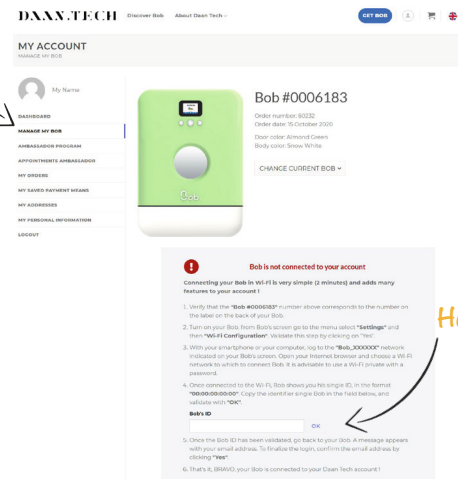 DAAN.TECH
Discover Bob
About Daan Tech
GET BOB
MY ACCOUNT
MANAGE MY BOB
My Name
DASHBOARD
MANAGE MY BOB
AMBASSADOR PROGRAM
APPOINTMENTS AMBASSADOR
MY ORDERS
MY SAVED PAYMENT MEANS
MY ADDRESSES
MY PERSONAL INFORMATION
LOGOUT
Bob
Bob #0006183
Order number: 80232
Order date: 15 October 2020
Door color: Almond Green
Body color: Snow White
CHANGE CURRENT BOB
Bob is not connected to your account
Connecting your Bob in Wi-Fi is very simple (2 minutes) and adds many
features to your account !
1. Verify that the "Bob #0006183" number above corresponds to the number on
the label on the back of your Bob.
2. Turn on your Bob, from Bob's screen go to the menu select "Settings" and
then "Wi-Fi Configuration". Validate this step by clicking on "Yes".
3. With your smartphone or your computer, log to the "Bob_XXXXXX" network
indicated on your Bob's screen. Open your Internet browser and choose a Wi-Fi
network to which to connect Bob. It is advisable to use a Wi-Fi private with a
password.
4. Once connected to the Wi-Fi, Bob shows you his single ID, in the format
"00:00:00:00:00". Copy the identifier single Bob in the field below, and
validate with "OK".
Bob's ID
OK
5. Once the Bob ID has been validated, go back to your Bob. A message appears
with your email address. To finalize the login, confirm the email address by
clicking "Yes".
6. That's it, BRAVO, your Bob is connected to your Daan Tech account !